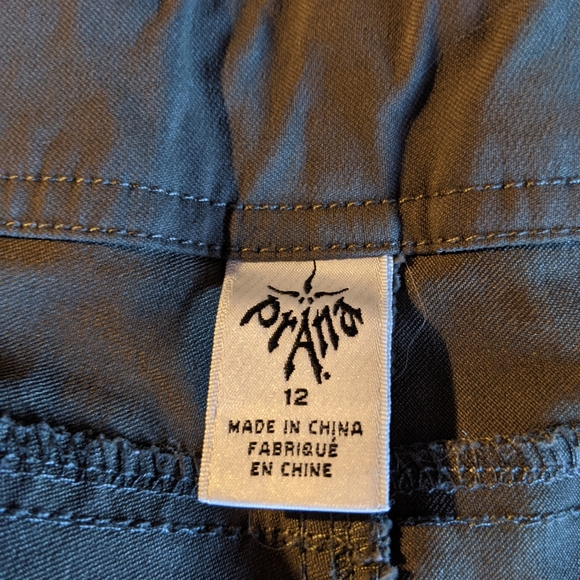 prAna
12
MADE IN CHINA
FABRIQUÉ
EN CHINE